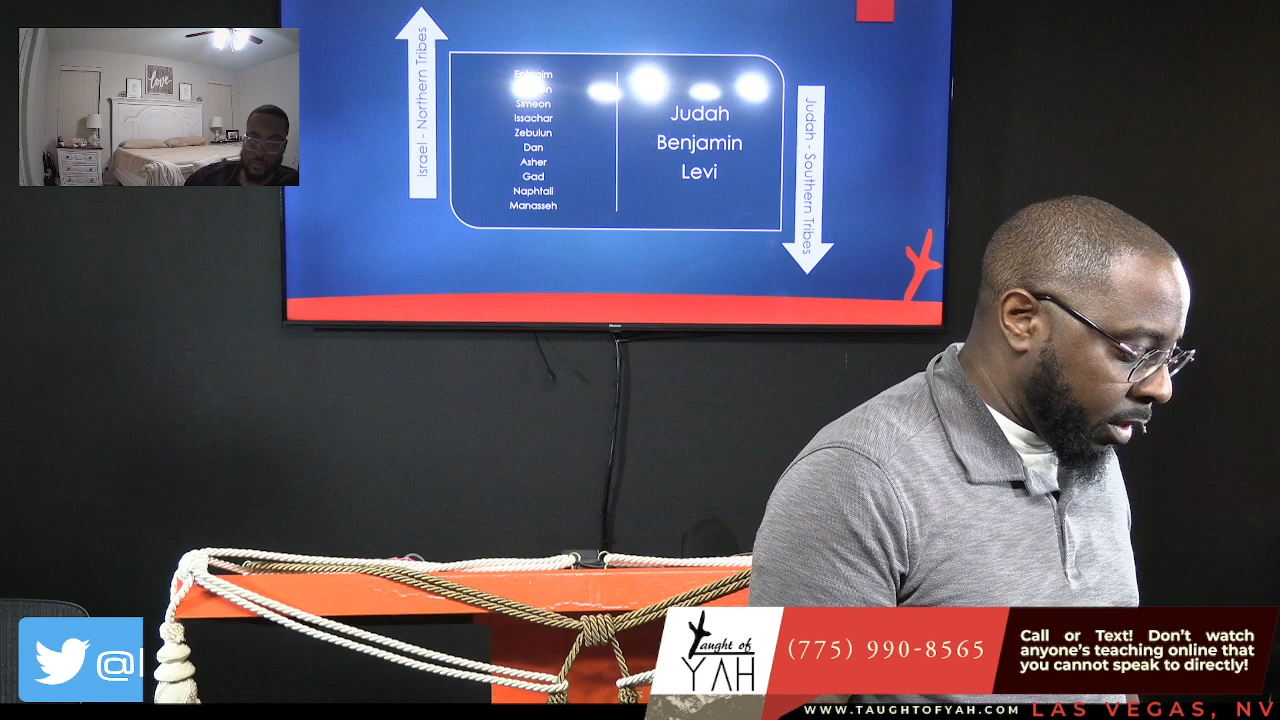 love
Israel - Northern Tribes
Ephraim
Simeon
Issachar
Zebulun
Dan
Asher
Gad
Naphtali
Manasseh
Judah
Benjamin
Levi
Judah - Southern Tribes
Hisense
@
taught of
YAH
(775) 990-8565
Call or Text! Don't watch
anyone's teaching online that
you cannot speak to directly!
WWW.TAUGHTOFYAH.COM
LAS VEGAS, NV